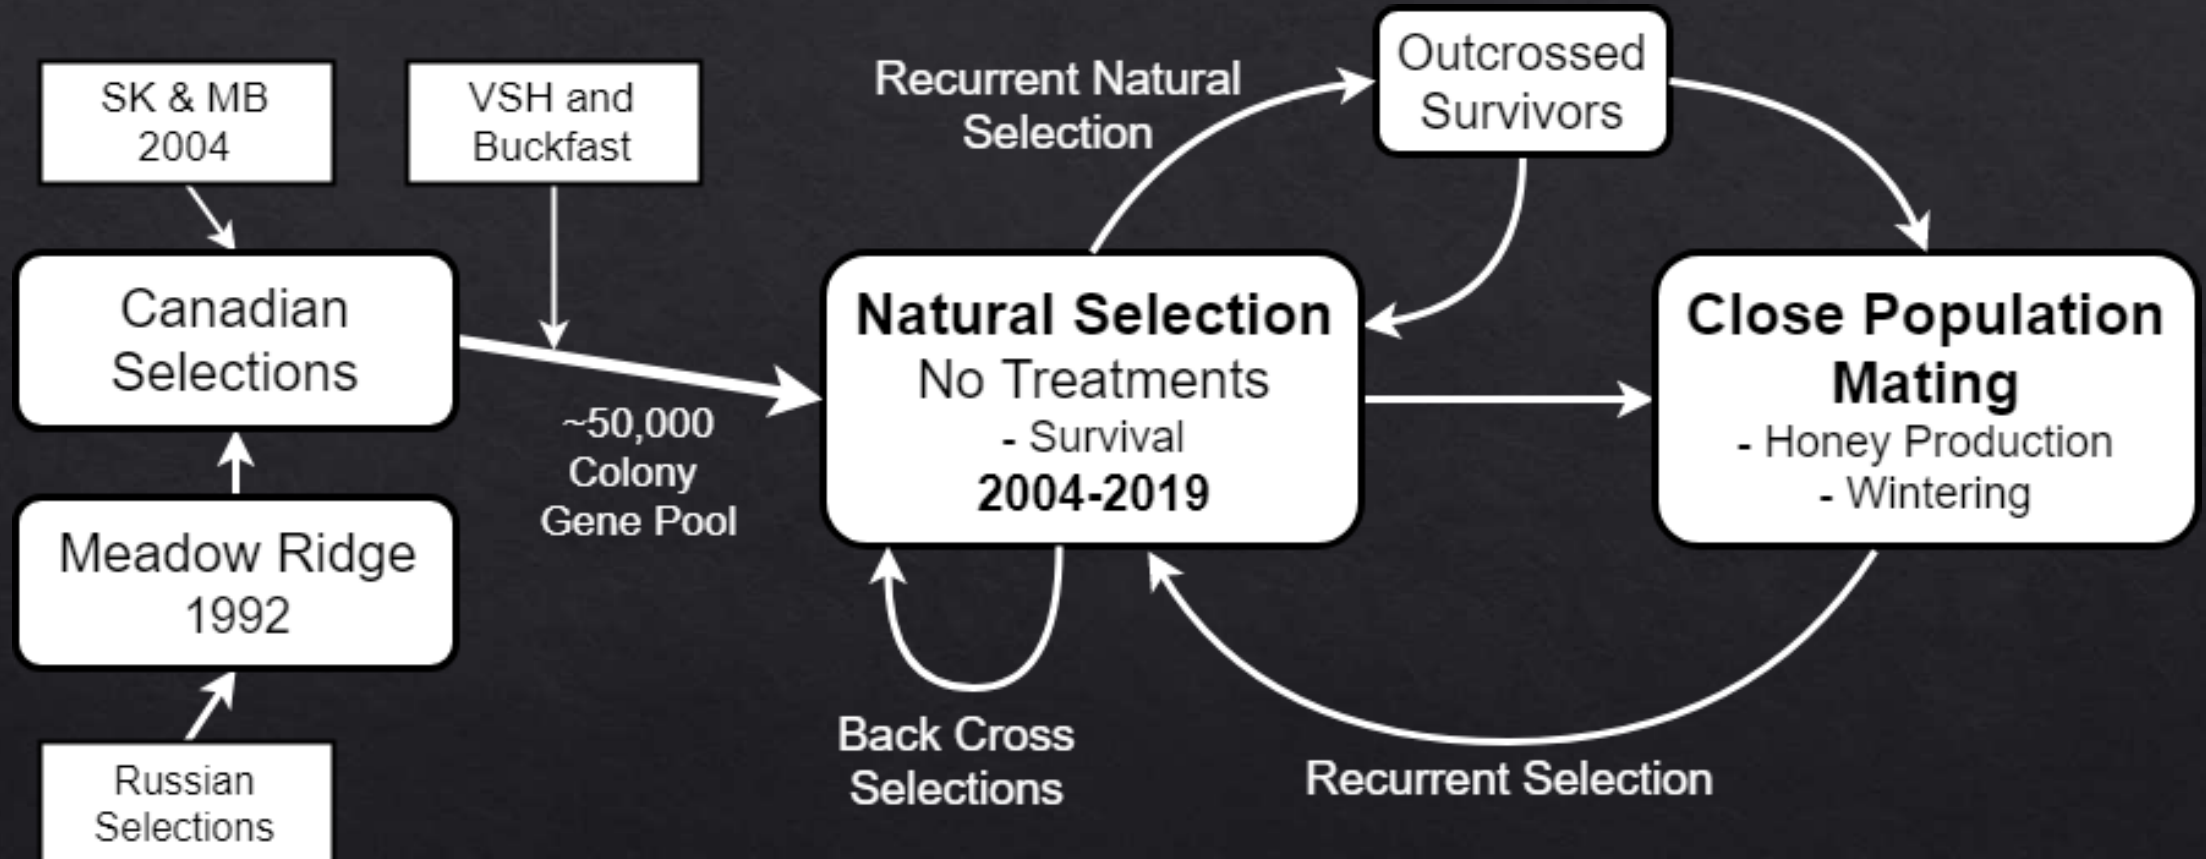 SK & MB
2004
VSH and
Buckfast
Canadian
Selections
Meadow Ridge
1992
Russian
Selections
~50,000
Colony
Gene Pool
Recurrent Natural
Selection
Outcrossed
Survivors
Natural Selection
No Treatments
- Survival
2004-2019
Close Population
Mating
- Honey Production
- Wintering
Back Cross
Selections
Recurrent Selection